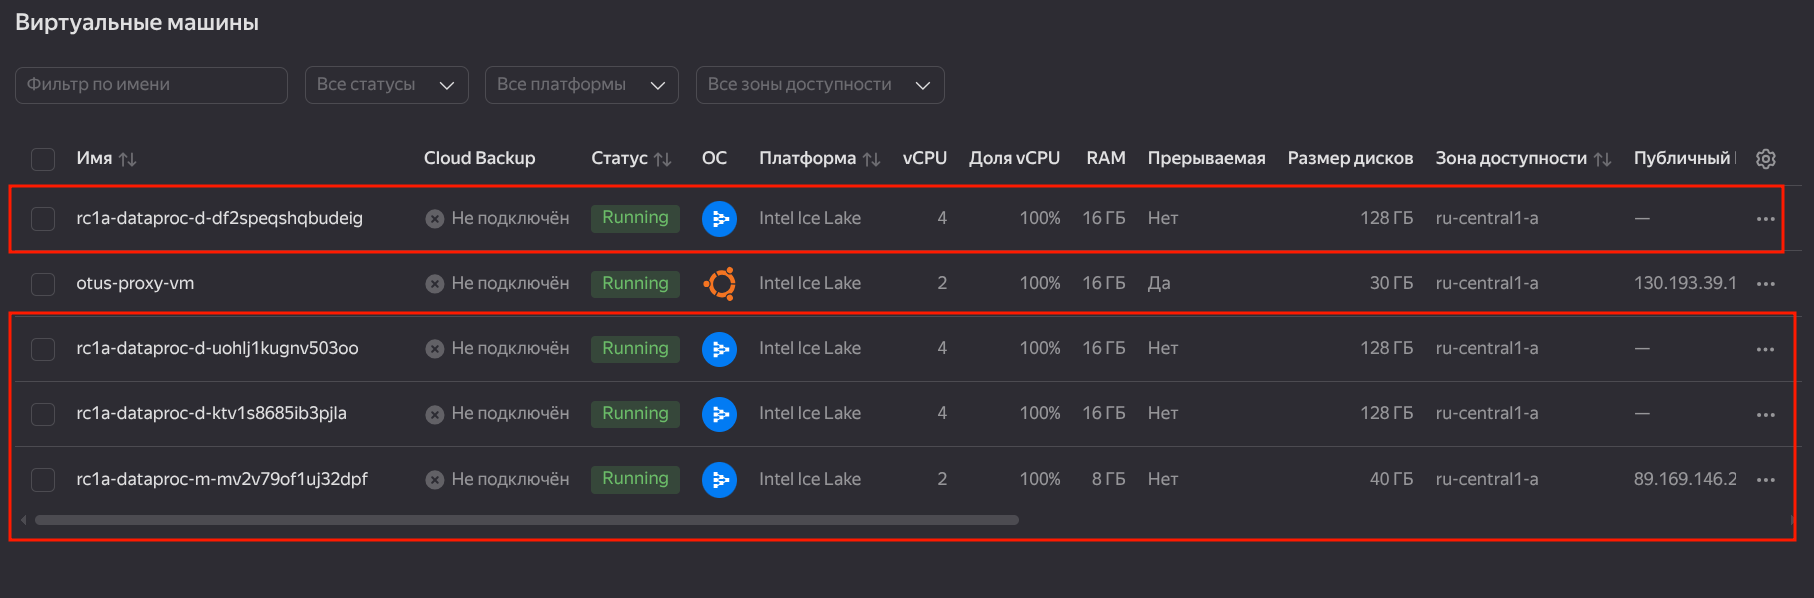 Виртуальные машины
Фильтр по имени Все статусы Все платформы Все зоны доступности
Имя Cloud Backup Статус ОС Платформа vCPU Доля vCPU RAM Прерываемая Размер дисков Зона доступности Публичный
rc1a-dataproc-d-df2speqshqbudeig Не подключён Running Intel Ice Lake 4 100% 16 ГБ Нет 128 ГБ ru-central1-a —
otus-proxy-vm Не подключён Running Intel Ice Lake 2 100% 16 ГБ Да 30 ГБ ru-central1-a 130.193.39.1
rc1a-dataproc-d-uohlj1kugnv503oo Не подключён Running Intel Ice Lake 4 100% 16 ГБ Нет 128 ГБ ru-central1-a —
rc1a-dataproc-d-ktv1s8685ib3pjla Не подключён Running Intel Ice Lake 4 100% 16 ГБ Нет 128 ГБ ru-central1-a —
rc1a-dataproc-m-mv2v79of1uj32dpf Не подключён Running Intel Ice Lake 2 100% 8 ГБ Нет 40 ГБ ru-central1-a 89.169.146.2